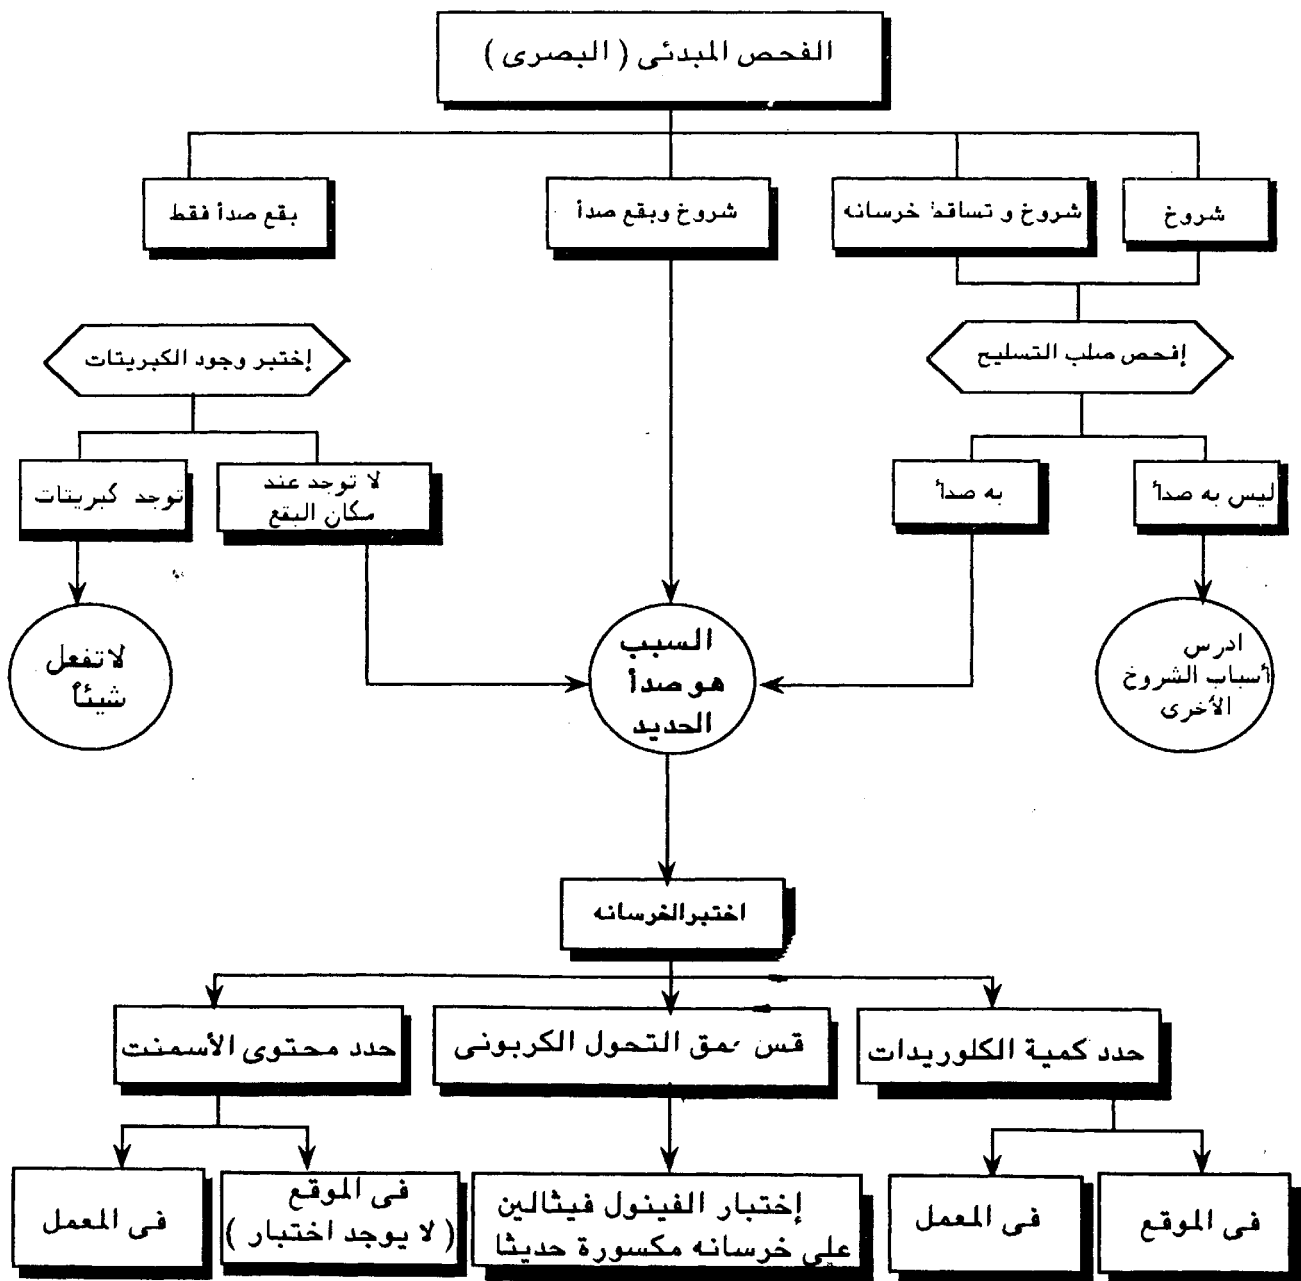 الفحص المبدئى ( البصرى )
شروخ
شروخ و تساقط خرسانه
شروخ وبقع صدأ
بقع صدأ فقط
إفحص صلب التسليح
إختبر وجود الكبريتات
ليس به صدأ
به صدأ
لا توجد عند
مكان البقع
توجد كبريتات
ادرس
أسباب الشروخ
الأخرى
السبب
هو صدأ
الحديد
لاتفعل
شيئاً
اختبر الخرسانه
حدد كمية الكلوريدات
قس عمق التحول الكربونى
حدد محتوى الأسمنت
فى الموقع
فى المعمل
إختبار الفينول فيثالين
على خرسانه مكسورة حديثا
فى الموقع
( لا يوجد اختبار )
فى المعمل